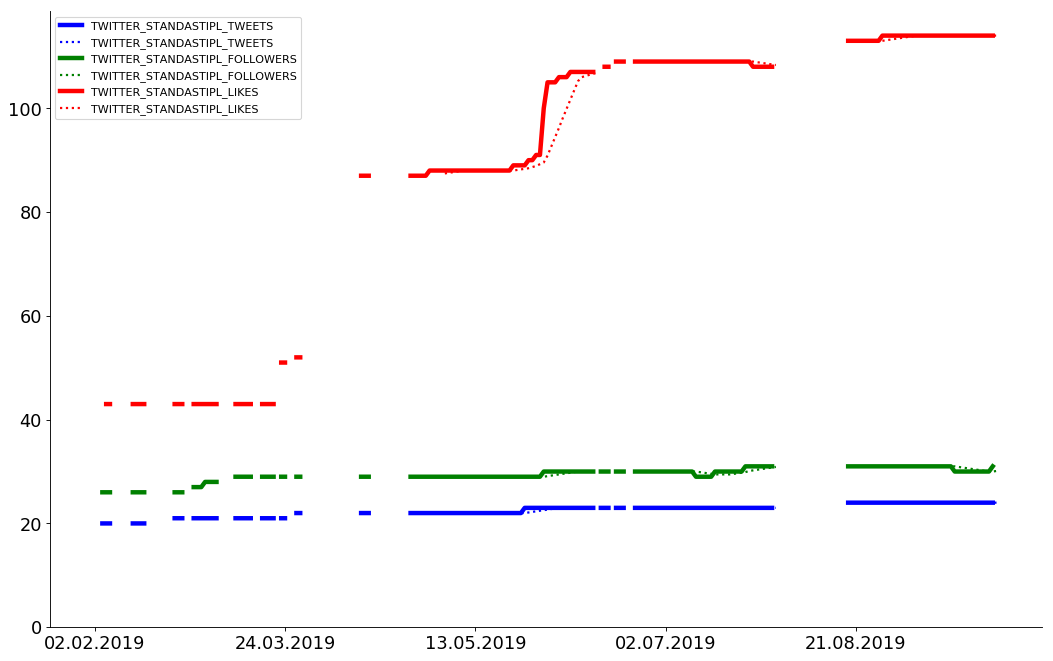 TWITTER_STANDASTIPL_TWEETS
TWITTER_STANDASTIPL_TWEETS
TWITTER_STANDASTIPL_FOLLOWERS
TWITTER_STANDASTIPL_FOLLOWERS
TWITTER_STANDASTIPL_LIKES
TWITTER_STANDASTIPL_LIKES
100
80
60
40
20
0
02.02.2019 24.03.2019 13.05.2019 02.07.2019 21.08.2019